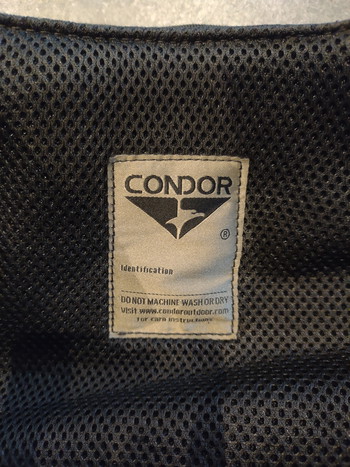 CONDOR
®
Identification
DO NOT MACHINE WASH OR DRY
Visit www.condoroutdoor.com
for care instructions